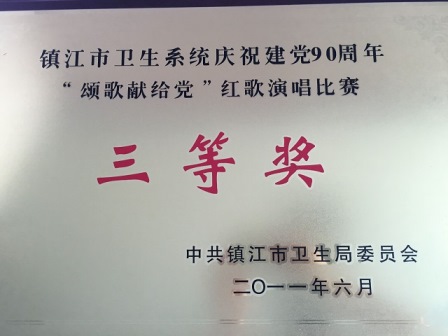 镇江市卫生系统庆祝建党90周年
“颂歌献给党”红歌演唱比赛
三等奖
中共镇江市卫生局委员会
二〇一一年六月